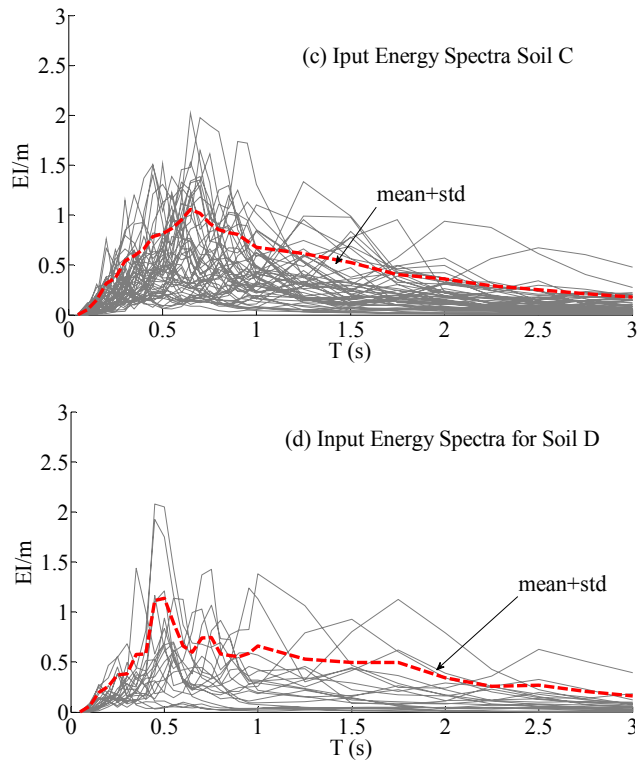 3
(c) Iput Energy Spectra Soil C
2.5
2
mean+std
1.5
EI/m
1
0.5
0
0 0.5 1 1.5 2 2.5 3
T (s)
3
(d) Input Energy Spectra for Soil D
2.5
2
1.5
EI/m
mean+std
1
0.5
0
0 0.5 1 1.5 2 2.5 3
T (s)